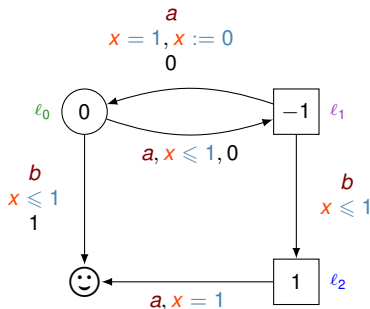 a
x = 1, x := 0
0
ℓ₀ 0 −1 ℓ₁
a, x ⩽ 1, 0
b
x ⩽ 1
1
b
x ⩽ 1
1 ℓ₂
a, x = 1